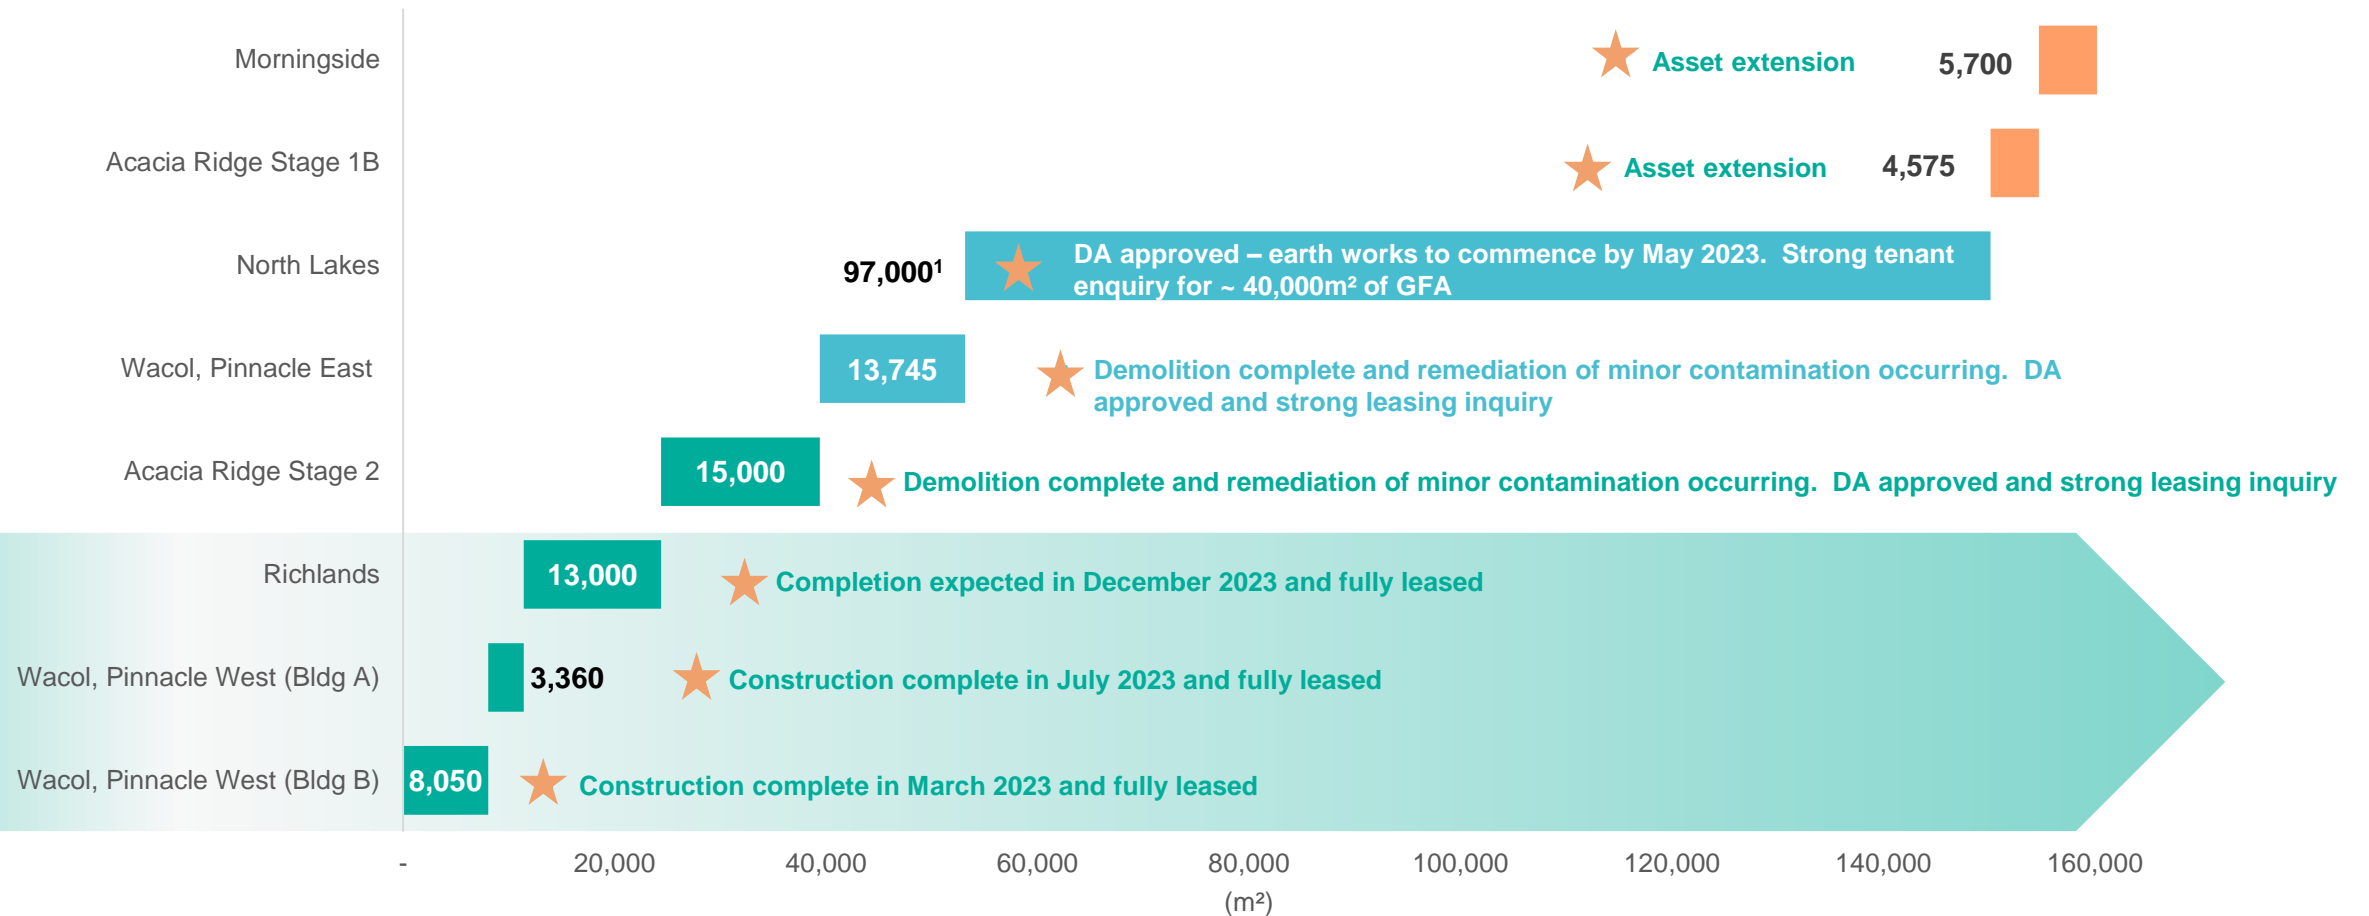 Morningside
Asset extension
5,700
Acacia Ridge Stage 1B
Asset extension
4,575
North Lakes
97,000¹
DA approved – earth works to commence by May 2023.  Strong tenant
enquiry for ~ 40,000m² of GFA
Wacol, Pinnacle East
13,745
Demolition complete and remediation of minor contamination occurring.  DA
approved and strong leasing inquiry
Acacia Ridge Stage 2
15,000
Demolition complete and remediation of minor contamination occurring.  DA approved and strong leasing inquiry
Richlands
13,000
Completion expected in December 2023 and fully leased
Wacol, Pinnacle West (Bldg A)
3,360
Construction complete in July 2023 and fully leased
Wacol, Pinnacle West (Bldg B)
8,050
Construction complete in March 2023 and fully leased
- 20,000 40,000 60,000 80,000 100,000 120,000 140,000 160,000
(m²)